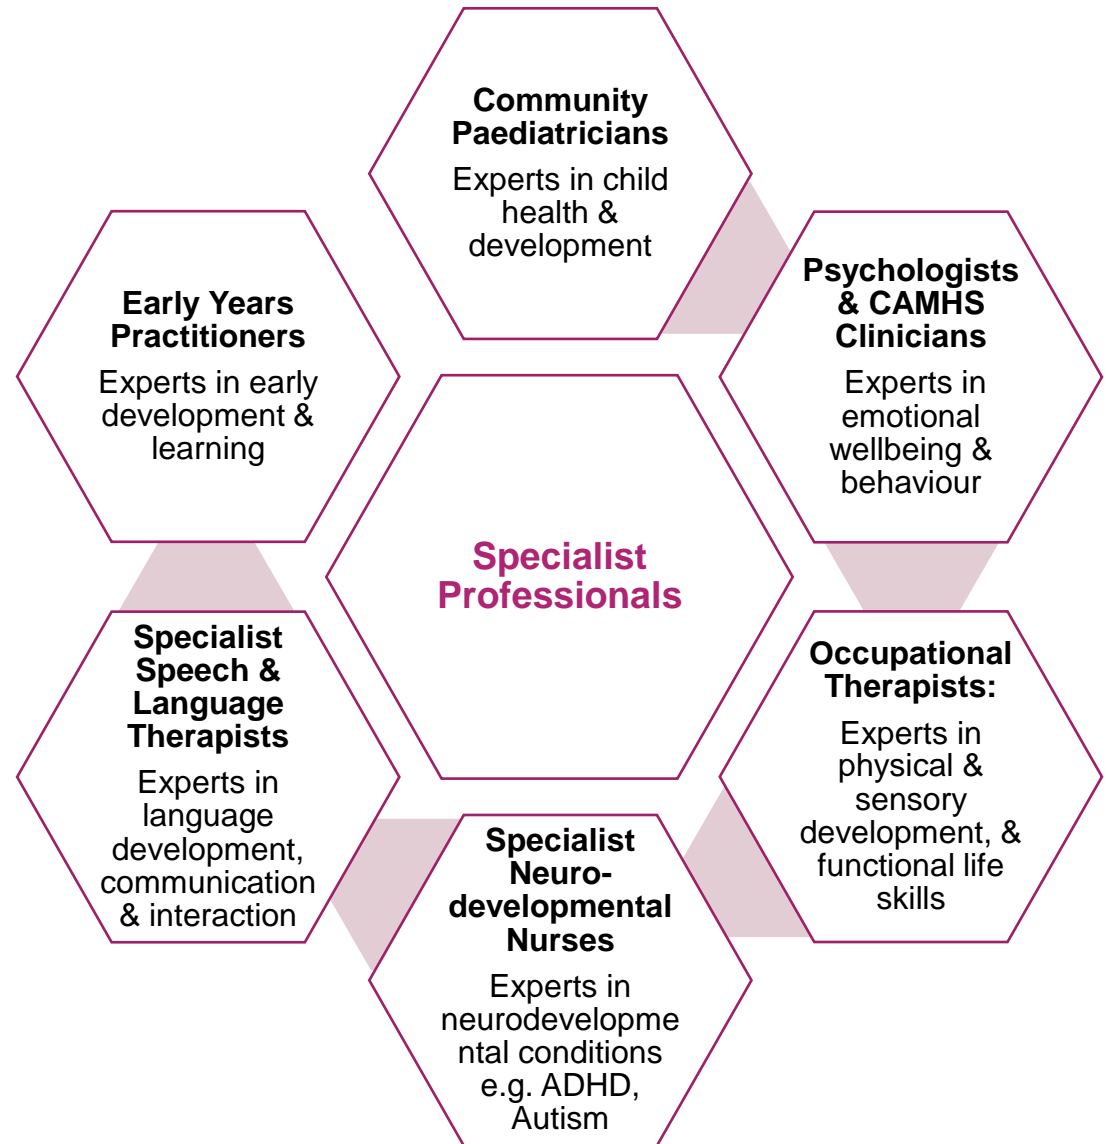 Community
Paediatricians
Experts in child
health &
development
Psychologists
& CAMHS
Clinicians
Experts in
emotional
wellbeing &
behaviour
Early Years
Practitioners
Experts in early
development &
learning
Specialist
Professionals
Occupational
Therapists:
Experts in
physical &
sensory
development, &
functional life
skills
Specialist
Speech &
Language
Therapists
Experts in
language
development,
communication
& interaction
Specialist
Neuro-
developmental
Nurses
Experts in
neurodevelopme
ntal conditions
e.g. ADHD,
Autism